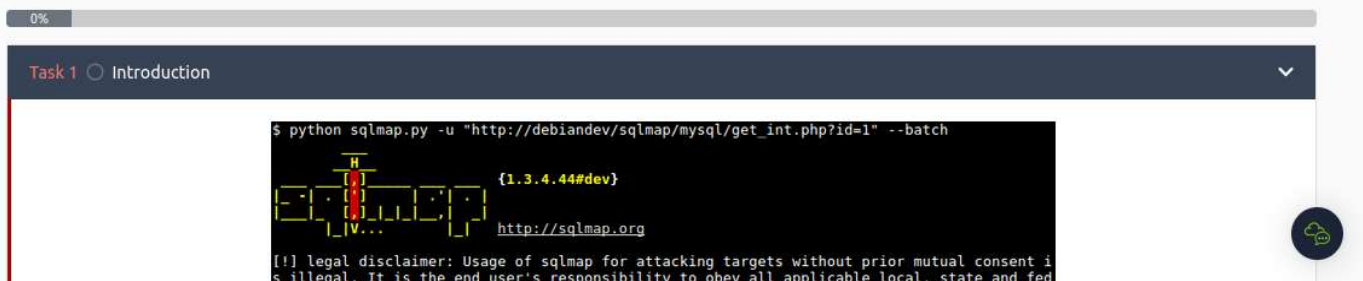 0%
Task 1 Introduction
$ python sqlmap.py -u "http://debiandev/sqlmap/mysql/get_int.php?id=1" --batch
{1.3.4.44#dev}
http://sqlmap.org
[!] legal disclaimer: Usage of sqlmap for attacking targets without prior mutual consent i
s illegal. It is the end user's responsibility to obey all applicable local, state and fed